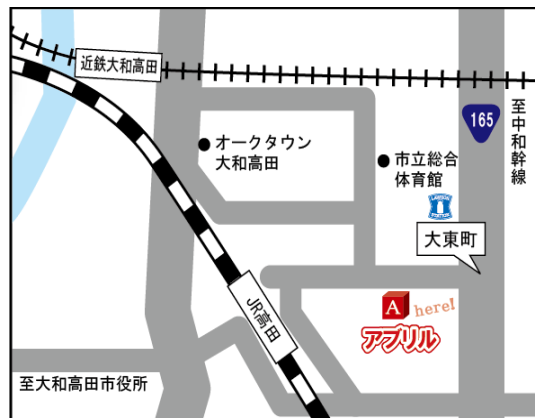 近鉄大和高田
165
至中和幹線
オークタウン
大和高田
市立総合
体育館
LAWSON
STATION
大東町
JR高田
A here!
アプリル
至大和高田市役所